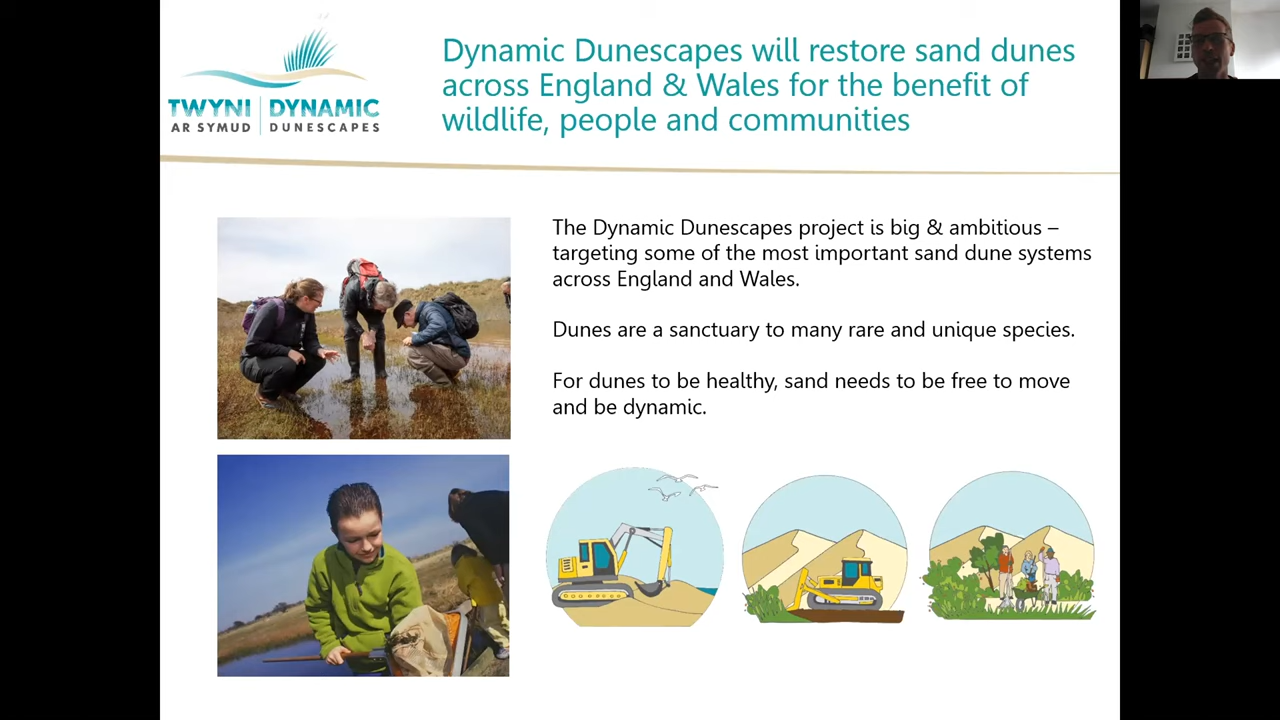 Dynamic Dunescapes will restore sand dunes
across England & Wales for the benefit of
wildlife, people and communities
TWYNI DYNAMIC
AR SYMUD DUNESCAPES
The Dynamic Dunescapes project is big & ambitious –
targeting some of the most important sand dune systems
across England and Wales.
Dunes are a sanctuary to many rare and unique species.
For dunes to be healthy, sand needs to be free to move
and be dynamic.